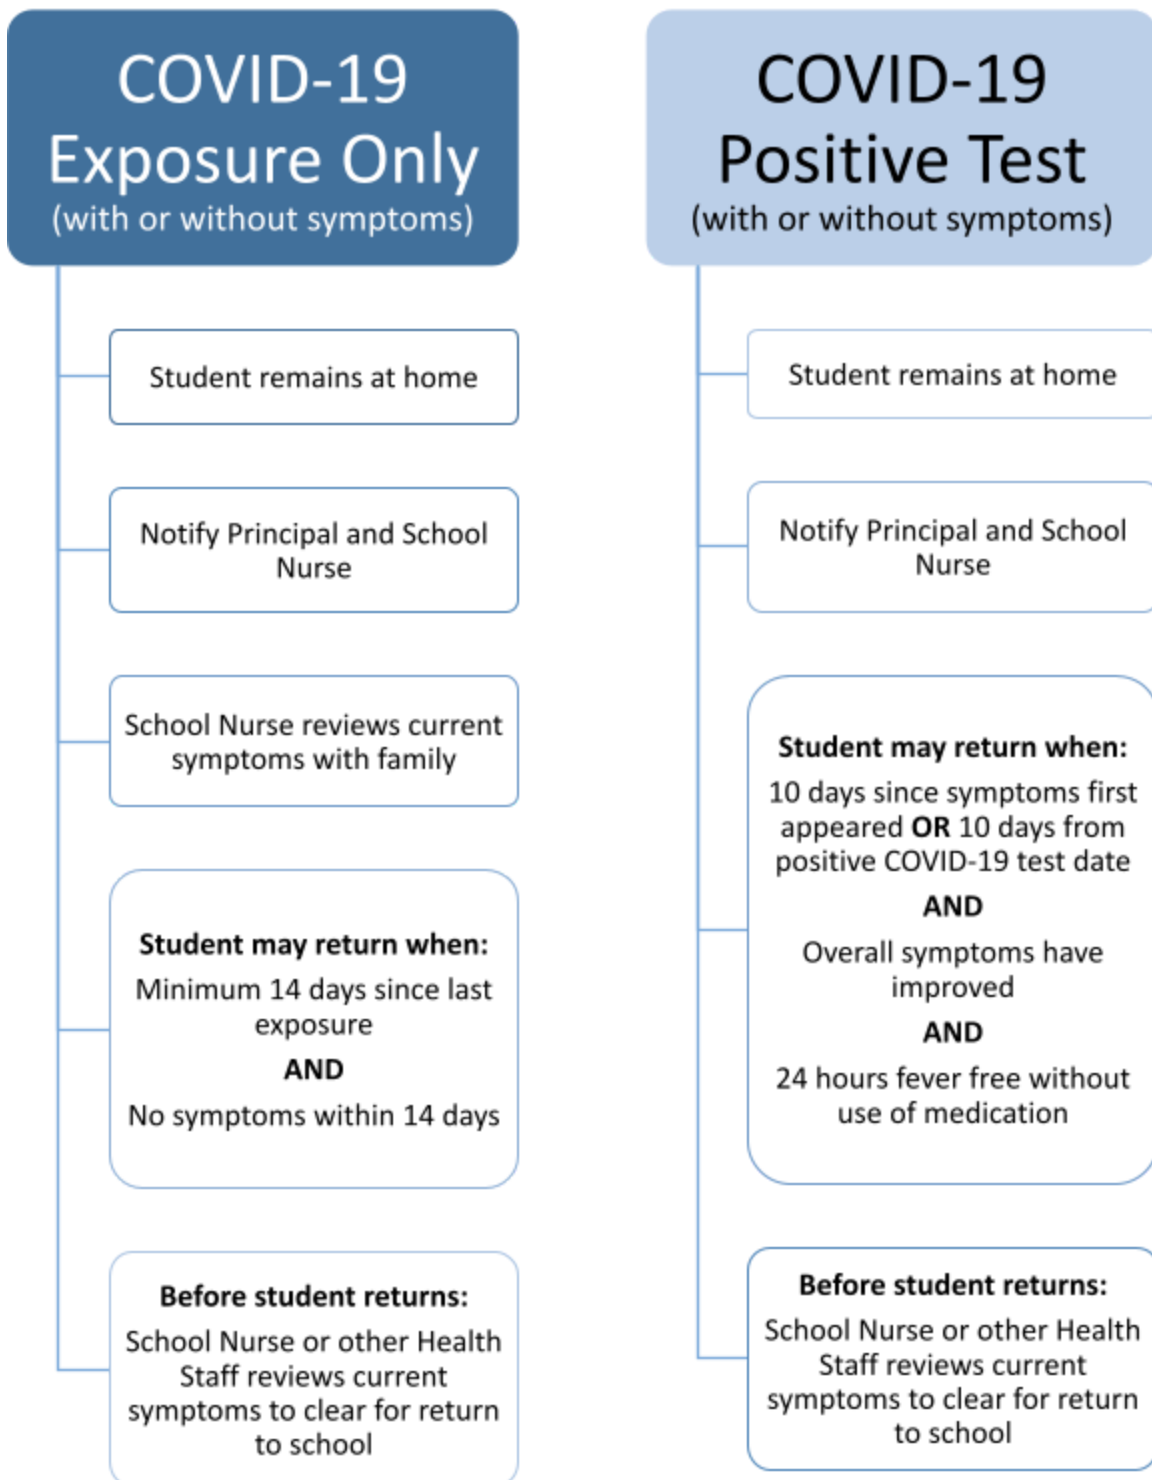 COVID-19
Exposure Only
(with or without symptoms)
Student remains at home
Notify Principal and School
Nurse
School Nurse reviews current
symptoms with family
Student may return when:
Minimum 14 days since last
exposure
AND
No symptoms within 14 days
Before student returns:
School Nurse or other Health
Staff reviews current
symptoms to clear for return
to school
COVID-19
Positive Test
(with or without symptoms)
Student remains at home
Notify Principal and School
Nurse
Student may return when:
10 days since symptoms first
appeared OR 10 days from
positive COVID-19 test date
AND
Overall symptoms have
improved
AND
24 hours fever free without
use of medication
Before student returns:
School Nurse or other Health
Staff reviews current
symptoms to clear for return
to school